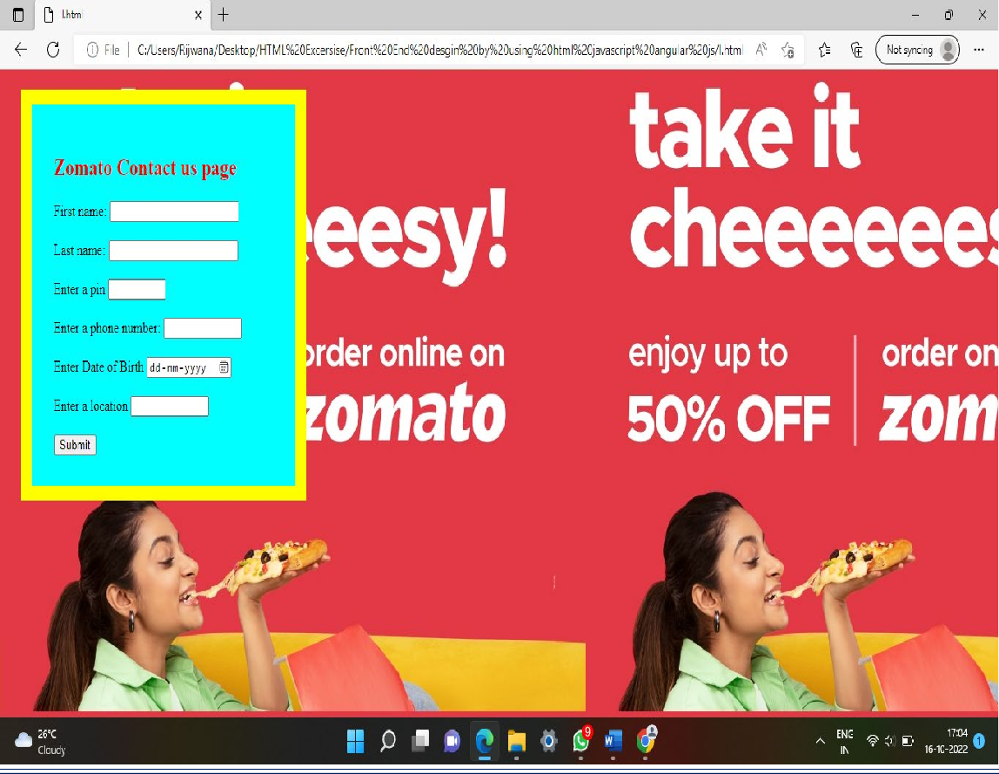 l.html
File
C:/Users/Rijwana/Desktop/HTML%20Excersise/Front%20End%20desgin%20by%20using%20html%20javascript%20angular%20js/l.html
Not syncing
take it
cheeeeees
eeesy!
Zomato Contact us page
First name:
Last name:
Enter a pin
Enter a phone number:
Enter Date of Birth dd-mm-yyyy
Enter a location
Submit
order online on
zomato
enjoy up to
50% OFF
order on
zom
26°C
Cloudy
9
W
ENG
IN
17:04
16-10-2022
1